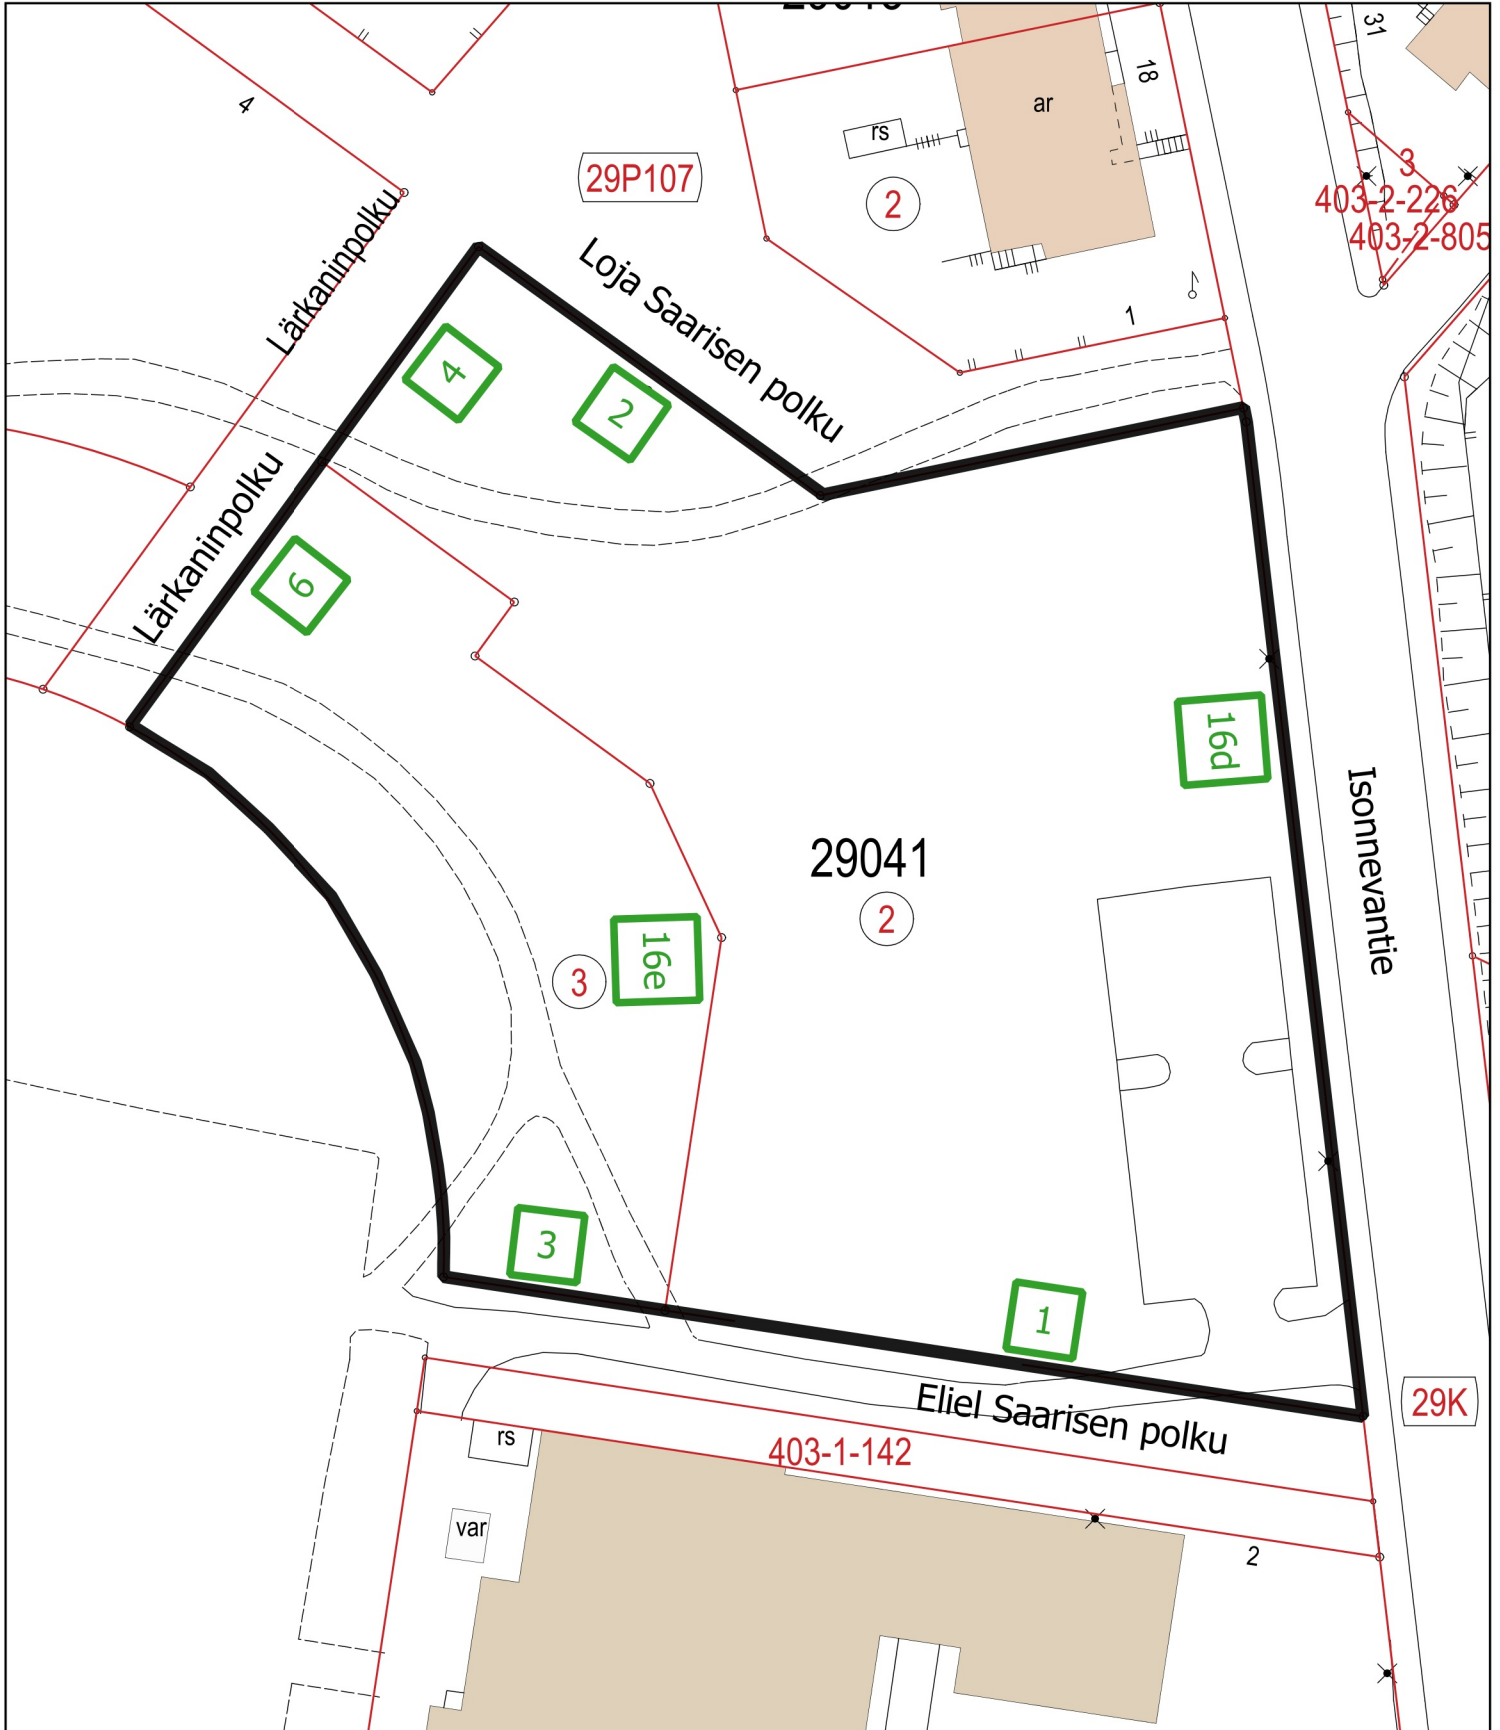 31
18
4
ar
rs
29P107
2
3
403-2-226
403-2-805
Lärkaninpolku
Loja Saarisen polku
1
4
2
Lärkaninpolku
6
16d
Isonnevantie
29041
2
16e
3
3
1
Eliel Saarisen polku
29K
403-1-142
rs
var
2